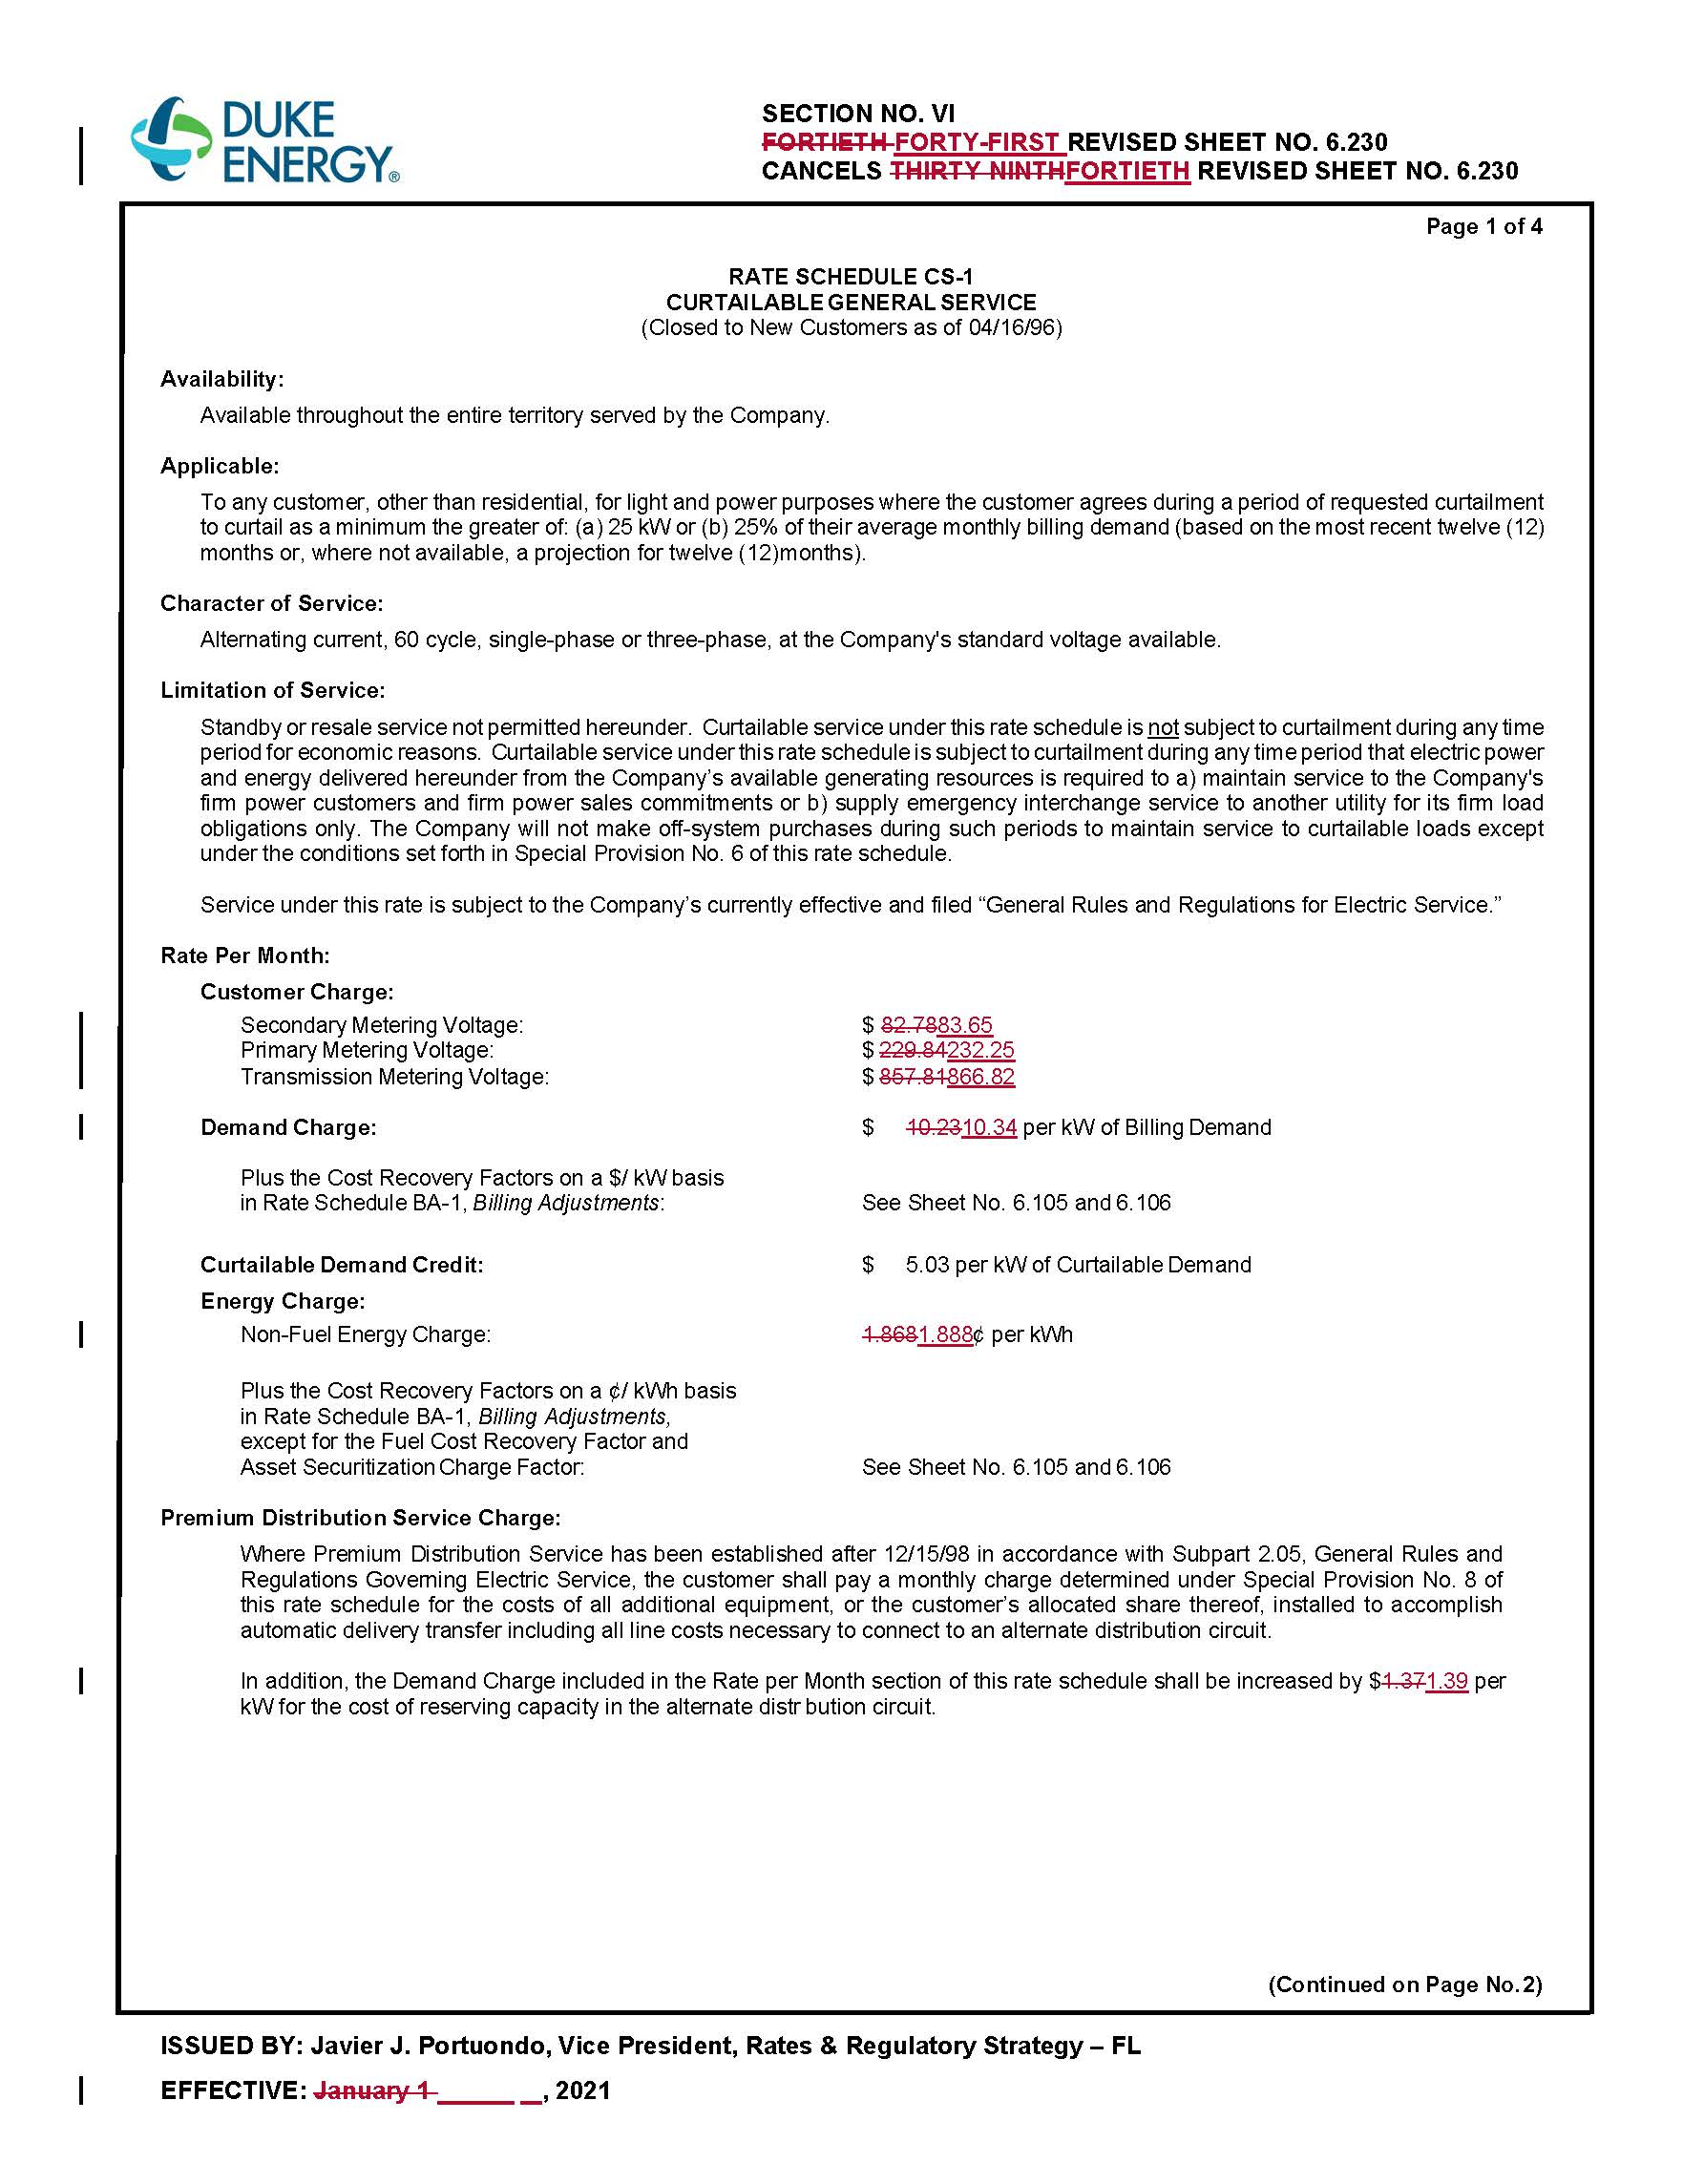 DUKE
ENERGY®
SECTION NO. VI
FORTIETH FORTY-FIRST REVISED SHEET NO. 6.230
CANCELS THIRTY NINTHFORTIETH REVISED SHEET NO. 6.230
Page 1 of 4
RATE SCHEDULE CS-1
CURTAILABLE GENERAL SERVICE
(Closed to New Customers as of 04/16/96)
Availability:
Available throughout the entire territory served by the Company.
Applicable:
To any customer, other than residential, for light and power purposes where the customer agrees during a period of requested curtailment
to curtail as a minimum the greater of: (a) 25 kW or (b) 25% of their average monthly billing demand (based on the most recent twelve (12)
months or, where not available, a projection for twelve (12)months).
Character of Service:
Alternating current, 60 cycle, single-phase or three-phase, at the Company's standard voltage available.
Limitation of Service:
Standby or resale service not permitted hereunder. Curtailable service under this rate schedule is not subject to curtailment during any time
period for economic reasons. Curtailable service under this rate schedule is subject to curtailment during any time period that electric power
and energy delivered hereunder from the Company’s available generating resources is required to a) maintain service to the Company's
firm power customers and firm power sales commitments or b) supply emergency interchange service to another utility for its firm load
obligations only. The Company will not make off-system purchases during such periods to maintain service to curtailable loads except
under the conditions set forth in Special Provision No. 6 of this rate schedule.
Service under this rate is subject to the Company’s currently effective and filed “General Rules and Regulations for Electric Service.”
Rate Per Month:
Customer Charge:
Secondary Metering Voltage: $ 82.7883.65
Primary Metering Voltage: $ 229.84232.25
Transmission Metering Voltage: $ 857.81866.82
Demand Charge: $ 10.2310.34 per kW of Billing Demand
Plus the Cost Recovery Factors on a $/ kW basis
in Rate Schedule BA-1, Billing Adjustments: See Sheet No. 6.105 and 6.106
Curtailable Demand Credit: $ 5.03 per kW of Curtailable Demand
Energy Charge:
Non-Fuel Energy Charge: 1.8681.888¢ per kWh
Plus the Cost Recovery Factors on a ¢/ kWh basis
in Rate Schedule BA-1, Billing Adjustments,
except for the Fuel Cost Recovery Factor and
Asset Securitization Charge Factor: See Sheet No. 6.105 and 6.106
Premium Distribution Service Charge:
Where Premium Distribution Service has been established after 12/15/98 in accordance with Subpart 2.05, General Rules and
Regulations Governing Electric Service, the customer shall pay a monthly charge determined under Special Provision No. 8 of
this rate schedule for the costs of all additional equipment, or the customer’s allocated share thereof, installed to accomplish
automatic delivery transfer including all line costs necessary to connect to an alternate distribution circuit.
In addition, the Demand Charge included in the Rate per Month section of this rate schedule shall be increased by $1.371.39 per
kW for the cost of reserving capacity in the alternate distr bution circuit.
(Continued on Page No. 2)
ISSUED BY: Javier J. Portuondo, Vice President, Rates & Regulatory Strategy – FL
EFFECTIVE: January 1 _____ _, 2021